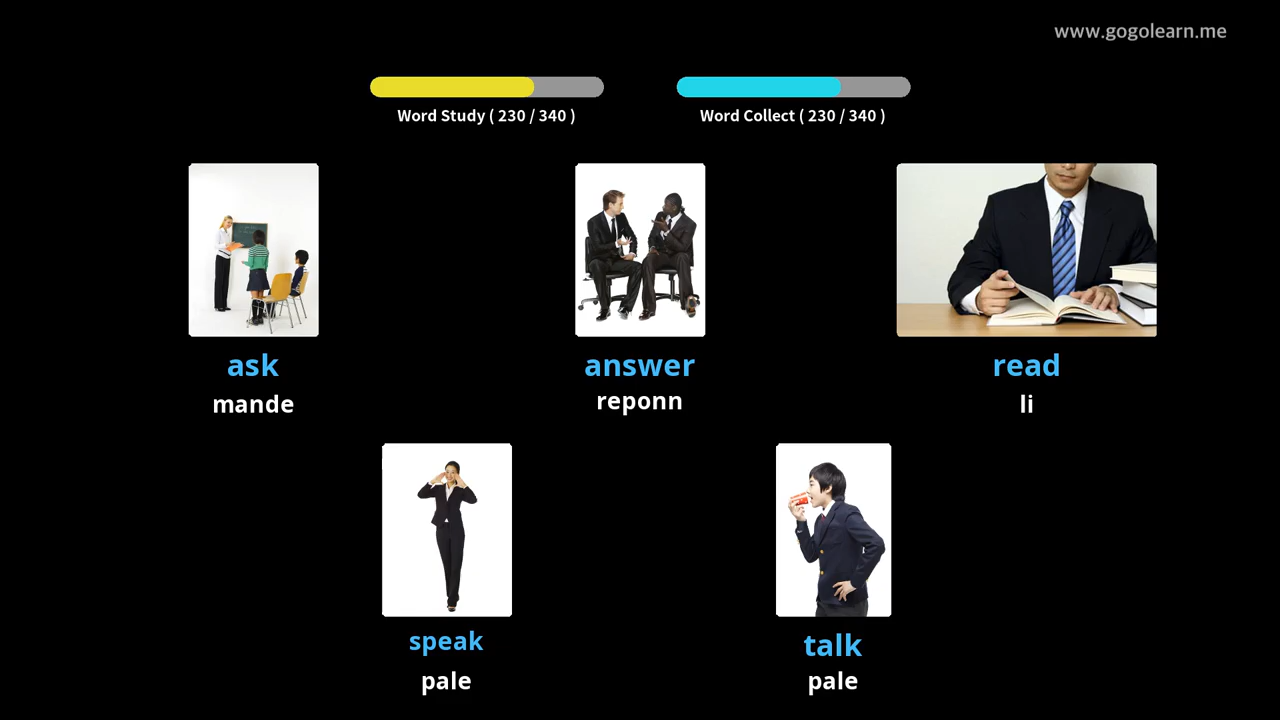 www.gogolearn.me
Word Study ( 230 / 340 )
Word Collect ( 230 / 340 )
ask
mande
answer
reponn
read
li
speak
pale
talk
pale